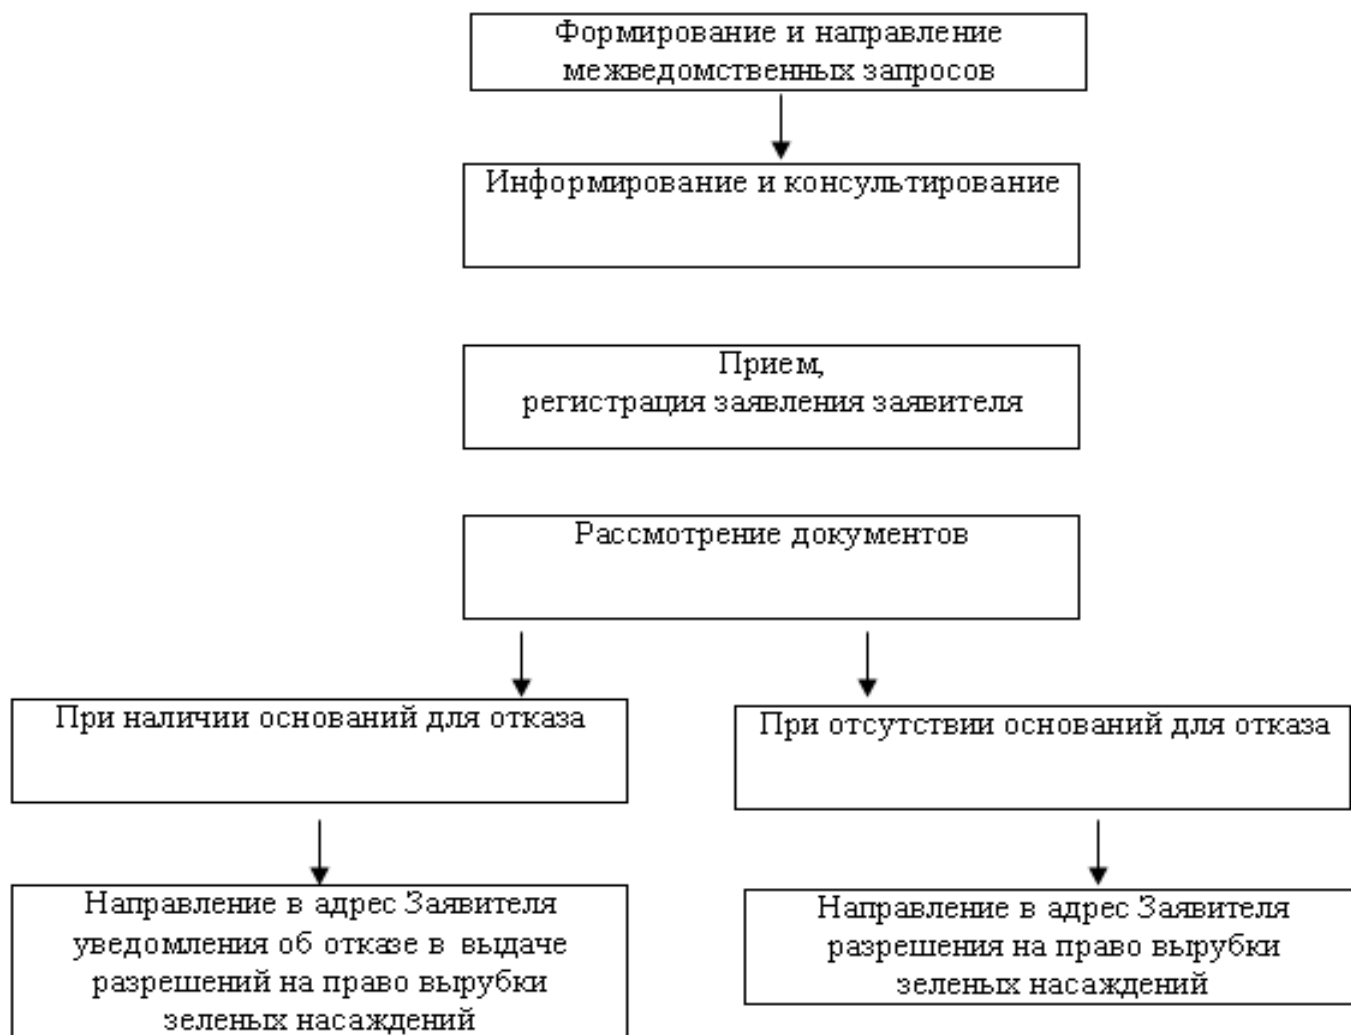 Формирование и направление
межведомственных запросов
Информирование и консультирование
Прием,
регистрация заявления заявителя
Рассмотрение документов
При наличии оснований для отказа
При отсутствии оснований для отказа
Направление в адрес Заявителя
уведомления об отказе в выдаче
разрешений на право вырубки
зеленых насаждений
Направление в адрес Заявителя
разрешения на право вырубки
зеленых насаждений